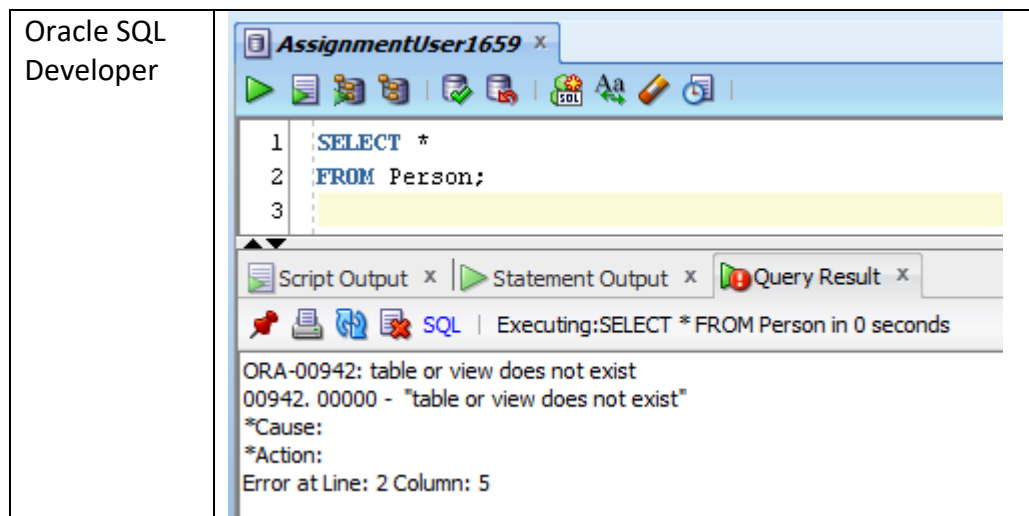 Oracle SQL
Developer
AssignmentUser1659 x
SQL Aa
1 SELECT *
2 FROM Person;
3
Script Output x Statement Output x Query Result x
SQL | Executing:SELECT * FROM Person in 0 seconds
ORA-00942: table or view does not exist
00942. 00000 - "table or view does not exist"
*Cause:
*Action:
Error at Line: 2 Column: 5